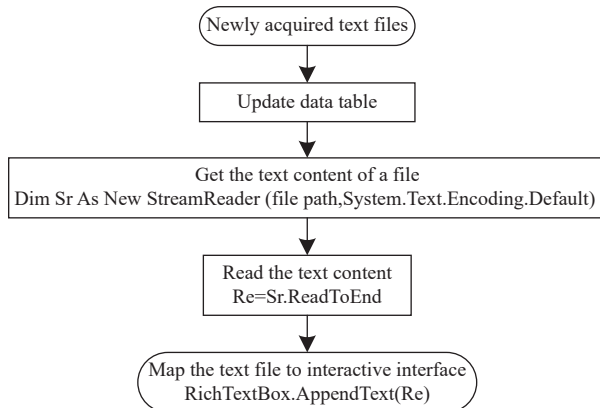 Newly acquired text files
Update data table
Get the text content of a file
Dim Sr As New StreamReader (file path,System.Text.Encoding.Default)
Read the text content
Re=Sr.ReadToEnd
Map the text file to interactive interface
RichTextBox.AppendText(Re)